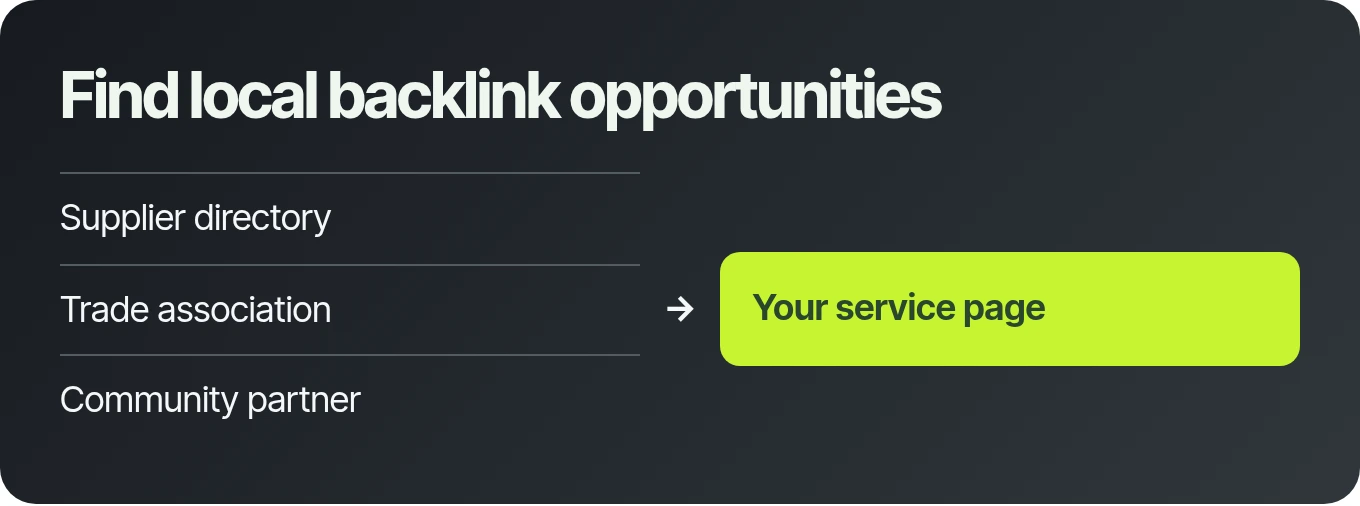 Find local backlink opportunities
Supplier directory
Trade association
→ Your service page
Community partner